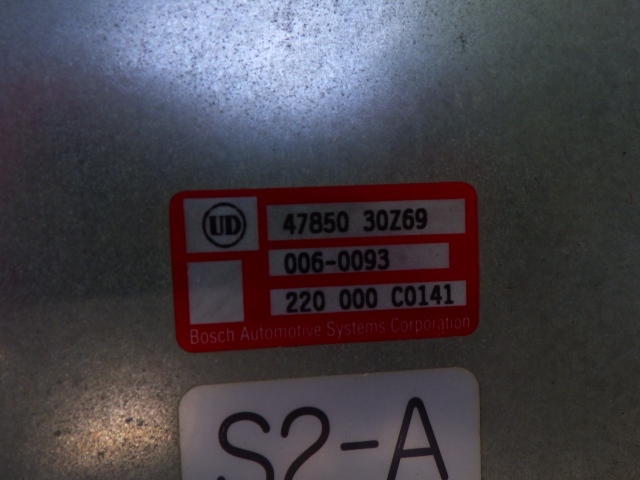 UD 47850 30Z69
006-0093
220 000 C0141
Bosch Automotive Systems Corporation
S2-A